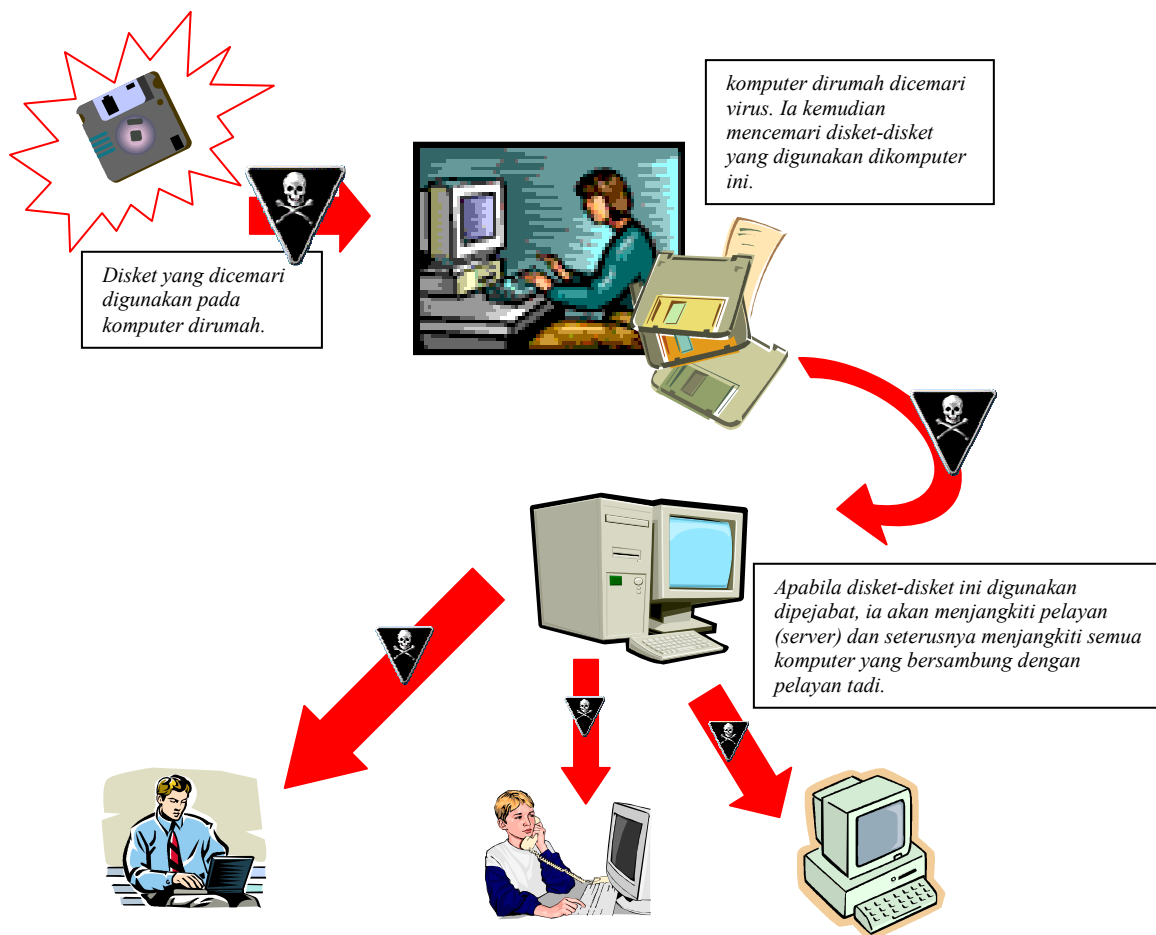 Disket yang dicemari
digunakan pada
komputer dirumah.
komputer dirumah dicemari
virus. Ia kemudian
mencemari disket-disket
yang digunakan dikomputer
ini.
Apabila disket-disket ini digunakan
dipejabat, ia akan menjangkiti pelayan
(server) dan seterusnya menjangkiti semua
komputer yang bersambung dengan
pelayan tadi.